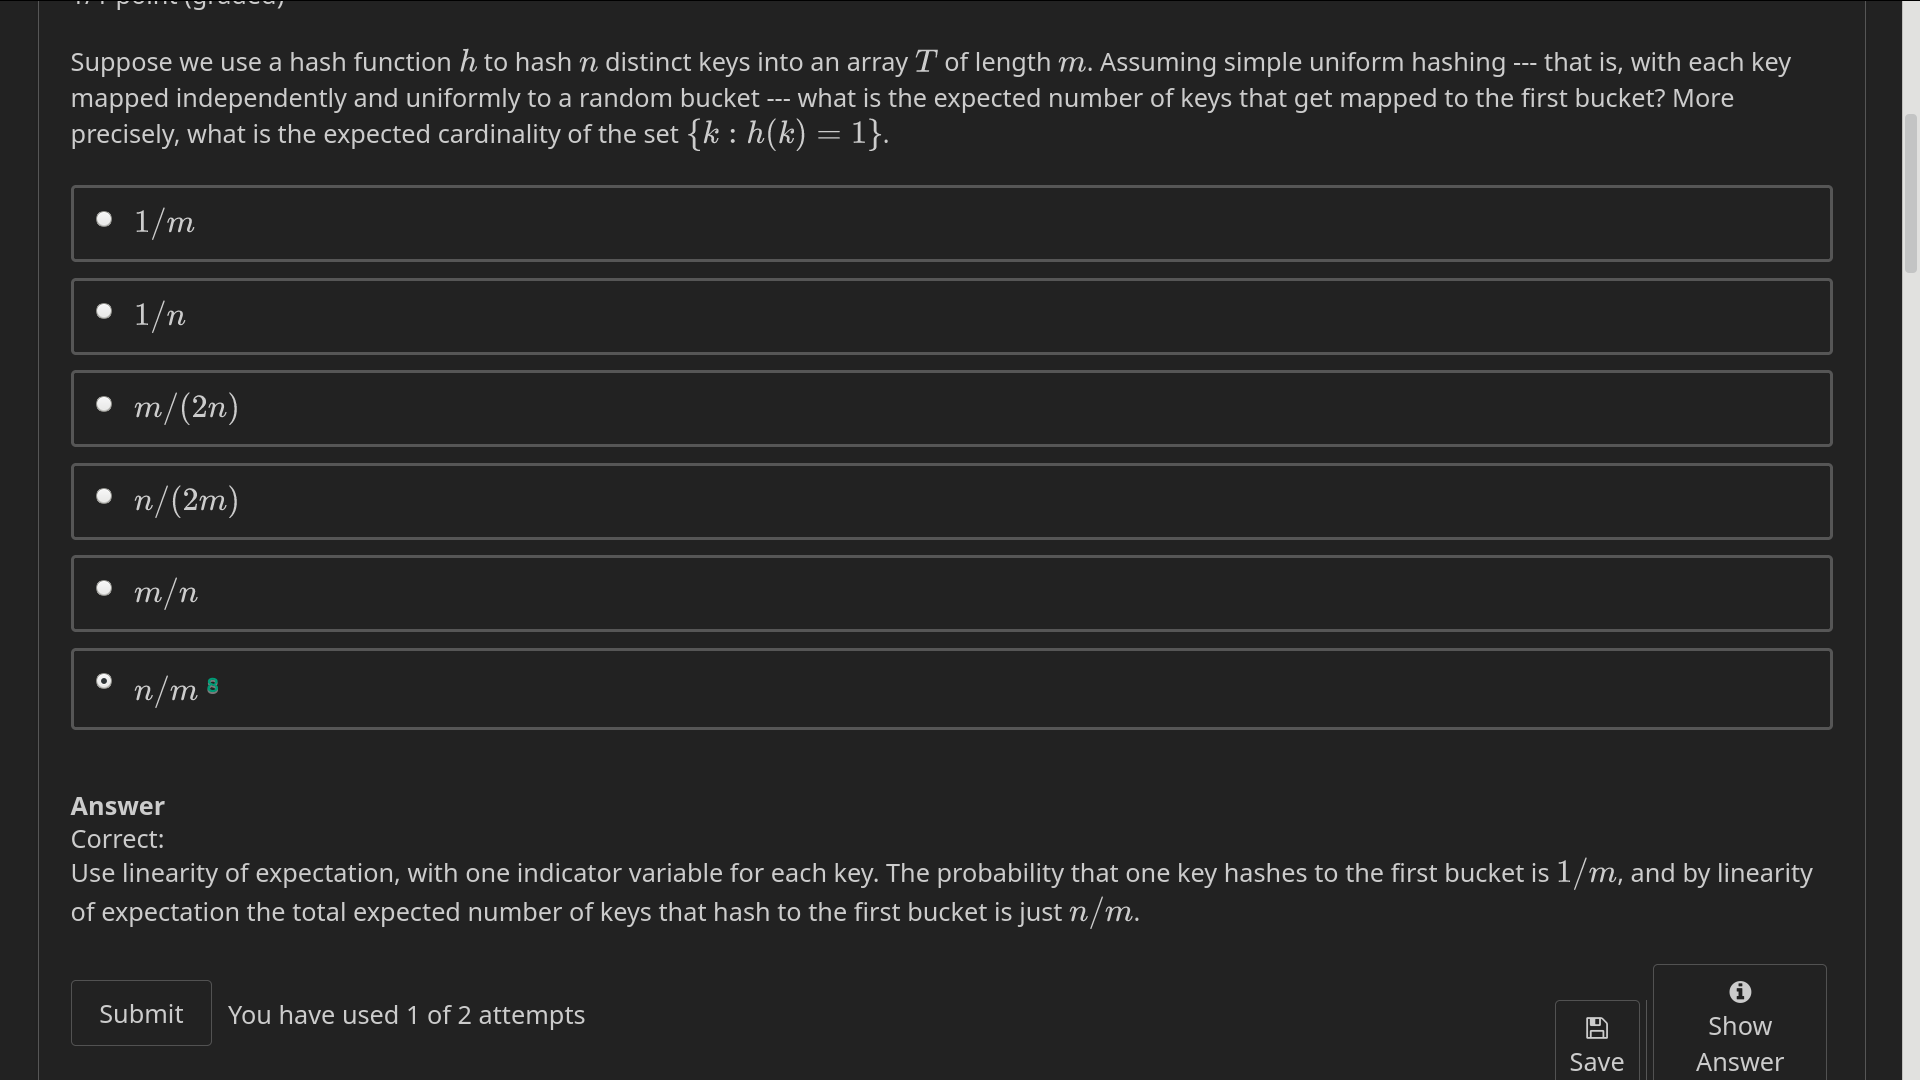 1/1 point (graded)
Suppose we use a hash function h to hash n distinct keys into an array T of length m. Assuming simple uniform hashing --- that is, with each key
mapped independently and uniformly to a random bucket --- what is the expected number of keys that get mapped to the first bucket? More
precisely, what is the expected cardinality of the set {k : h(k) = 1}.
1/m
1/n
m/(2n)
n/(2m)
m/n
n/m
Answer
Correct:
Use linearity of expectation, with one indicator variable for each key. The probability that one key hashes to the first bucket is 1/m, and by linearity
of expectation the total expected number of keys that hash to the first bucket is just n/m.
Submit You have used 1 of 2 attempts
Save
Show
Answer